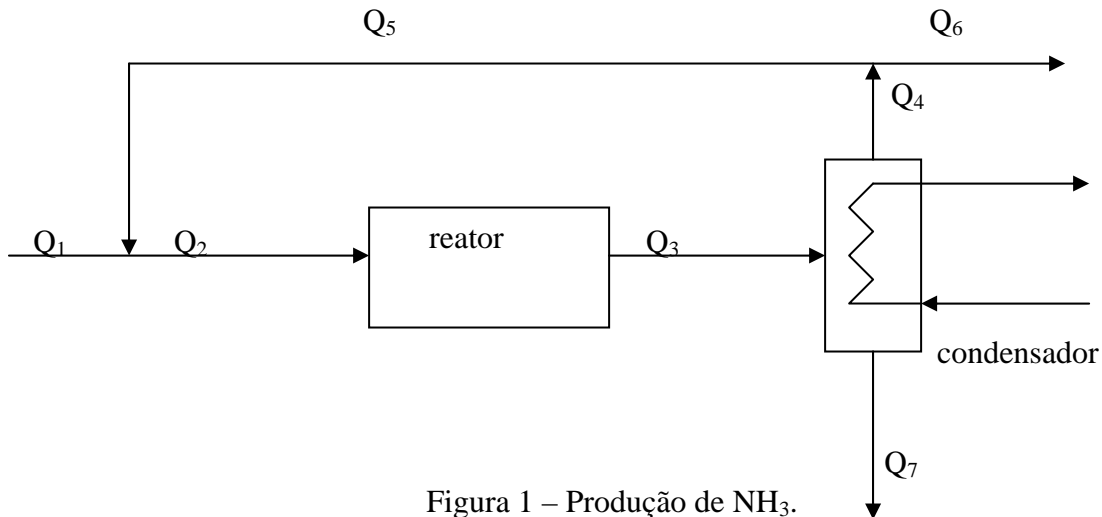 Q₅ Q₆
Q₄
Q₁ Q₂ reator Q₃
condensador
Q₇
Figura 1 – Produção de NH₃.